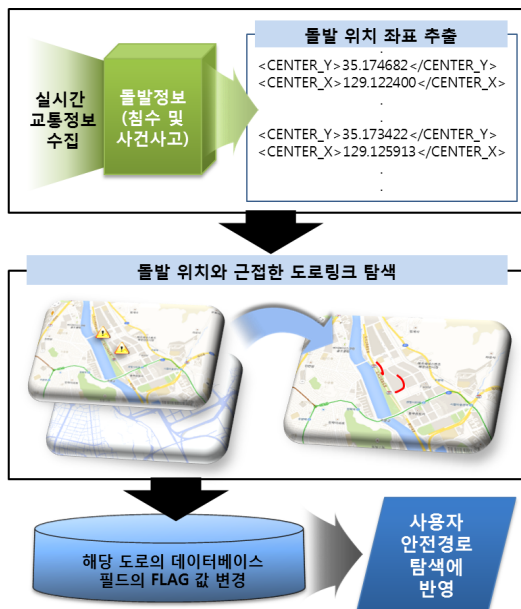 돌발 위치 좌표 추출
실시간
교통정보
수집
돌발정보
(침수 및
사건사고)
.
<CENTER_Y>35.174682</CENTER_Y>
<CENTER_X>129.122400</CENTER_X>
.
.
<CENTER_Y>35.173422</CENTER_Y>
<CENTER_X>129.125913</CENTER_X>
.
.
돌발 위치와 근접한 도로링크 탐색
해당 도로의 데이터베이스
필드의 FLAG 값 변경
사용자
안전경로
탐색에
반영